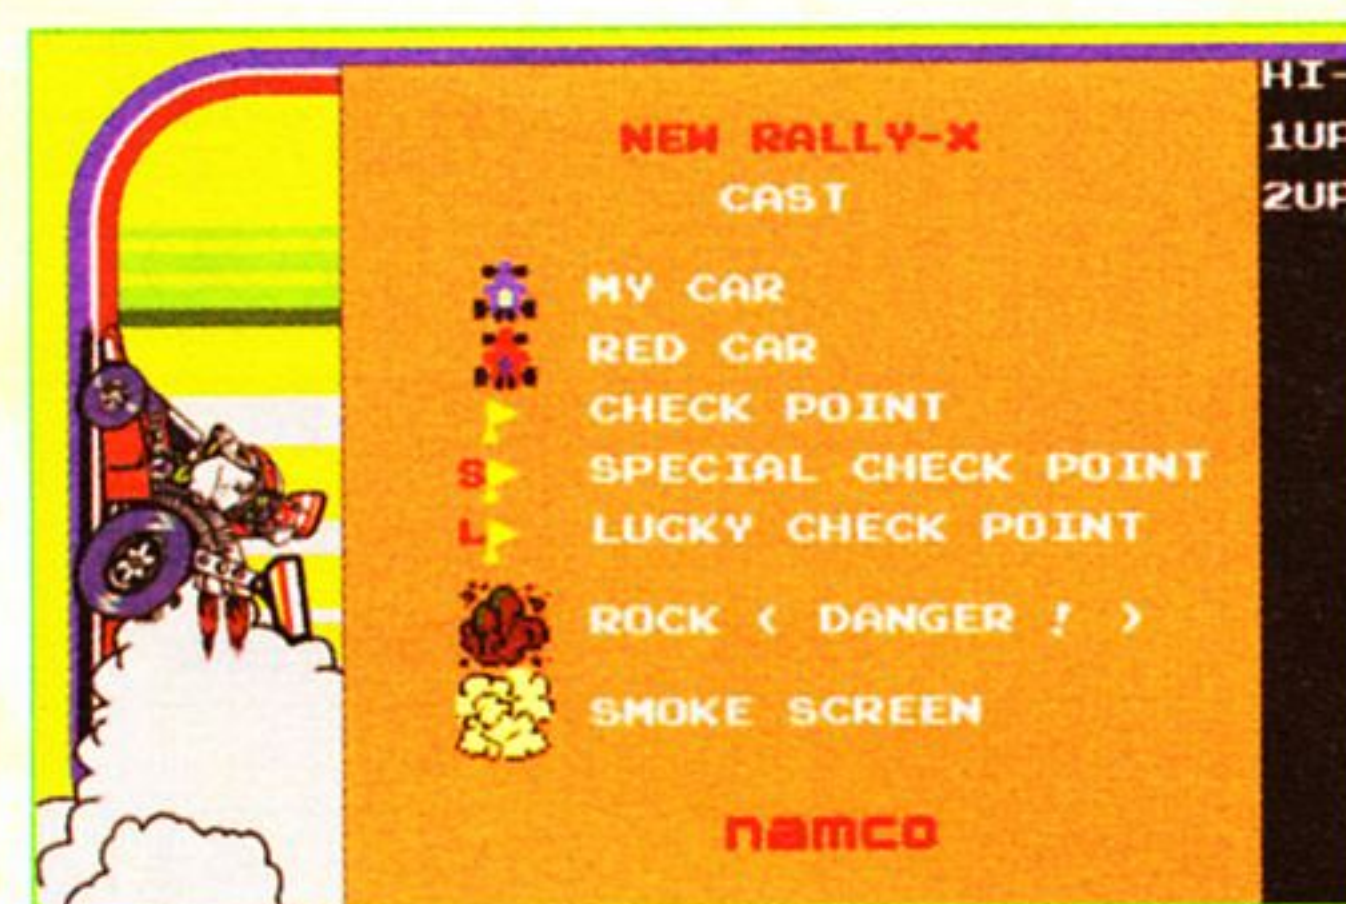 NEW RALLY-X
CAST
MY CAR
RED CAR
CHECK POINT
S SPECIAL CHECK POINT
L LUCKY CHECK POINT
ROCK ( DANGER ! )
SMOKE SCREEN
namco
HI-
1UP
2UP